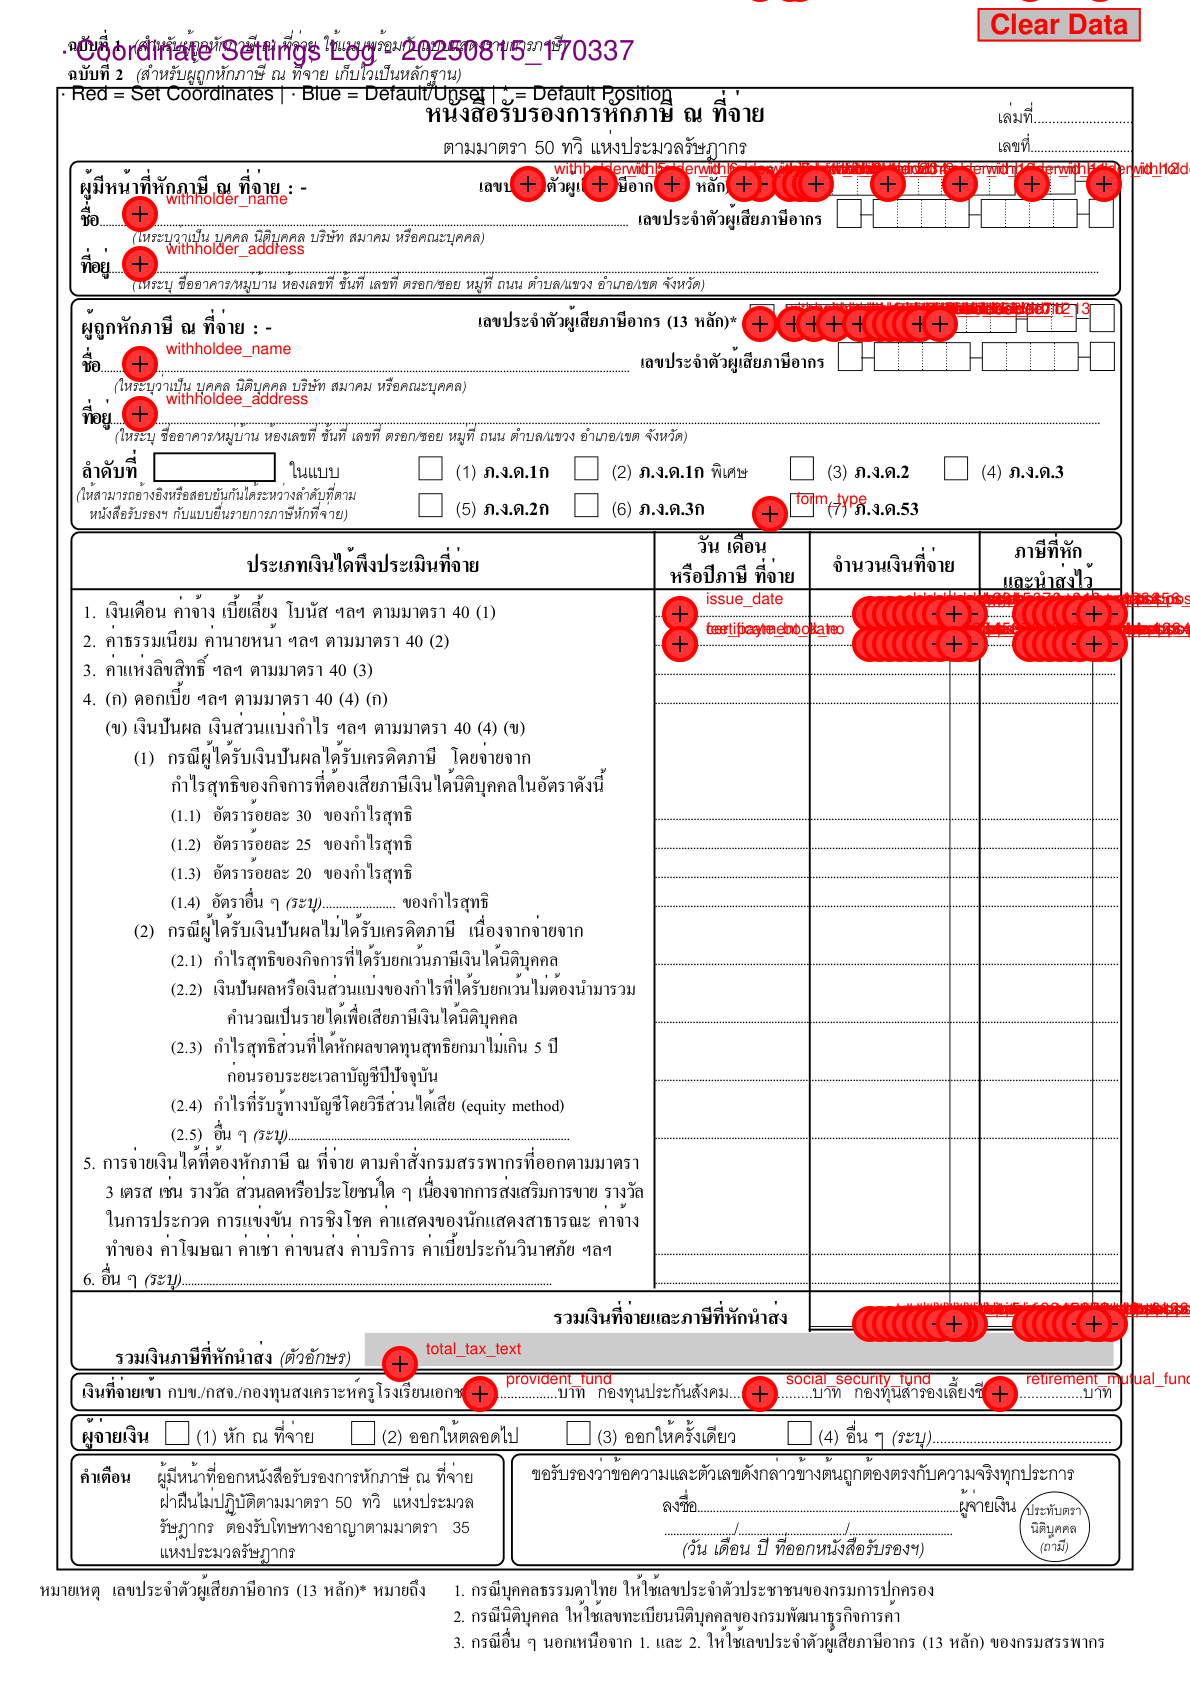 Clear Data
ฉบับที่ 1 (สำหรับผู้ถูกหักภาษี ณ ที่จ่าย ใช้แนบพร้อมกับแบบแสดงรายการภาษี)
· Coordinate Settings Log - 20250815_170337
ฉบับที่ 2 (สำหรับผู้ถูกหักภาษี ณ ที่จ่าย เก็บไว้เป็นหลักฐาน)
· Red = Set Coordinates | · Blue = Default/Unset | * = Default Position
หนังสือรับรองการหักภาษี ณ ที่จ่าย
เล่มที่
ตามมาตรา 50 ทวิ แห่งประมวลรัษฎากร
เลขที่
ผู้มีหน้าที่หักภาษี ณ ที่จ่าย : -
withholder_name
ชื่อ
เลขประจำตัวผู้เสียภาษีอากร
(ให้ระบุว่าเป็น บุคคล นิติบุคคล บริษัท สมาคม หรือคณะบุคคล)
withholder_address
ที่อยู่
(ให้ระบุ ชื่ออาคาร/หมู่บ้าน ห้องเลขที่ ชั้นที่ เลขที่ ตรอก/ซอย หมู่ที่ ถนน ตำบล/แขวง อำเภอ/เขต จังหวัด)
ผู้ถูกหักภาษี ณ ที่จ่าย : -
เลขประจำตัวผู้เสียภาษีอากร (13 หลัก)*
withholdee_name
ชื่อ
เลขประจำตัวผู้เสียภาษีอากร
(ให้ระบุว่าเป็น บุคคล นิติบุคคล บริษัท สมาคม หรือคณะบุคคล)
withholdee_address
ที่อยู่
(ให้ระบุ ชื่ออาคาร/หมู่บ้าน ห้องเลขที่ ชั้นที่ เลขที่ ตรอก/ซอย หมู่ที่ ถนน ตำบล/แขวง อำเภอ/เขต จังหวัด)
ลำดับที่ ในแบบ (1) ภ.ง.ด.1ก (2) ภ.ง.ด.1ก พิเศษ (3) ภ.ง.ด.2 (4) ภ.ง.ด.3
(ให้สามารถอ้างอิงหรือสอบยันกันได้ระหว่างลำดับที่ตาม
หนังสือรับรองฯ กับแบบยื่นรายการภาษีหักที่จ่าย)
form_type
(5) ภ.ง.ด.2ก (6) ภ.ง.ด.3ก (7) ภ.ง.ด.53
ประเภทเงินได้พึงประเมินที่จ่าย
วัน เดือน
หรือปีภาษี ที่จ่าย
จำนวนเงินที่จ่าย
ภาษีที่หัก
และนำส่งไว้
1. เงินเดือน ค่าจ้าง เบี้ยเลี้ยง โบนัส ฯลฯ ตามมาตรา 40 (1)
issue_date
2. ค่าธรรมเนียม ค่านายหน้า ฯลฯ ตามมาตรา 40 (2)
3. ค่าแห่งลิขสิทธิ์ ฯลฯ ตามมาตรา 40 (3)
4. (ก) ดอกเบี้ย ฯลฯ ตามมาตรา 40 (4) (ก)
(ข) เงินปันผล เงินส่วนแบ่งกำไร ฯลฯ ตามมาตรา 40 (4) (ข)
(1) กรณีผู้ได้รับเงินปันผลได้รับเครดิตภาษี โดยจ่ายจาก
กำไรสุทธิของกิจการที่ต้องเสียภาษีเงินได้นิติบุคคลในอัตราดังนี้
(1.1) อัตราร้อยละ 30 ของกำไรสุทธิ
(1.2) อัตราร้อยละ 25 ของกำไรสุทธิ
(1.3) อัตราร้อยละ 20 ของกำไรสุทธิ
(1.4) อัตราอื่น ๆ (ระบุ)...................... ของกำไรสุทธิ
(2) กรณีผู้ได้รับเงินปันผลไม่ได้รับเครดิตภาษี เนื่องจากจ่ายจาก
(2.1) กำไรสุทธิของกิจการที่ได้รับยกเว้นภาษีเงินได้นิติบุคคล
(2.2) เงินปันผลหรือเงินส่วนแบ่งของกำไรที่ได้รับยกเว้นไม่ต้องนำมารวม
คำนวณเป็นรายได้เพื่อเสียภาษีเงินได้นิติบุคคล
(2.3) กำไรสุทธิส่วนที่ได้หักผลขาดทุนสุทธิยกมาไม่เกิน 5 ปี
ก่อนรอบระยะเวลาบัญชีปีปัจจุบัน
(2.4) กำไรที่รับรู้ทางบัญชีโดยวิธีส่วนได้เสีย (equity method)
(2.5) อื่น ๆ (ระบุ)
5. การจ่ายเงินได้ที่ต้องหักภาษี ณ ที่จ่าย ตามคำสั่งกรมสรรพากรที่ออกตามมาตรา
3 เตรส เช่น รางวัล ส่วนลดหรือประโยชน์ใด ๆ เนื่องจากการส่งเสริมการขาย รางวัล
ในการประกวด การแข่งขัน การชิงโชค ค่าแสดงของนักแสดงสาธารณะ ค่าจ้าง
ทำของ ค่าโฆษณา ค่าเช่า ค่าขนส่ง ค่าบริการ ค่าเบี้ยประกันวินาศภัย ฯลฯ
6. อื่น ๆ (ระบุ)
รวมเงินที่จ่ายและภาษีที่หักนำส่ง
total_tax_text
รวมเงินภาษีที่หักนำส่ง (ตัวอักษร)
provident_fund social_security_fund retirement_mutual_fund
เงินที่จ่ายเข้า กบข./กสจ./กองทุนสงเคราะห์ครูโรงเรียนเอกช บาท กองทุนประกันสังคม บาท กองทุนสำรองเลี้ยงชี บาท
ผู้จ่ายเงิน (1) หัก ณ ที่จ่าย (2) ออกให้ตลอดไป (3) ออกให้ครั้งเดียว (4) อื่น ๆ (ระบุ)
คำเตือน ผู้มีหน้าที่ออกหนังสือรับรองการหักภาษี ณ ที่จ่าย
ฝ่าฝืนไม่ปฏิบัติตามมาตรา 50 ทวิ แห่งประมวล
รัษฎากร ต้องรับโทษทางอาญาตามมาตรา 35
แห่งประมวลรัษฎากร
ขอรับรองว่าข้อความและตัวเลขดังกล่าวข้างต้นถูกต้องตรงกับความจริงทุกประการ
ลงชื่อ ผู้จ่ายเงิน
(วัน เดือน ปี ที่ออกหนังสือรับรองฯ)
ประทับตรา
นิติบุคคล
(ถ้ามี)
หมายเหตุ เลขประจำตัวผู้เสียภาษีอากร (13 หลัก)* หมายถึง 1. กรณีบุคคลธรรมดาไทย ให้ใช้เลขประจำตัวประชาชนของกรมการปกครอง
2. กรณีนิติบุคคล ให้ใช้เลขทะเบียนนิติบุคคลของกรมพัฒนาธุรกิจการค้า
3. กรณีอื่น ๆ นอกเหนือจาก 1. และ 2. ให้ใช้เลขประจำตัวผู้เสียภาษีอากร (13 หลัก) ของกรมสรรพากร